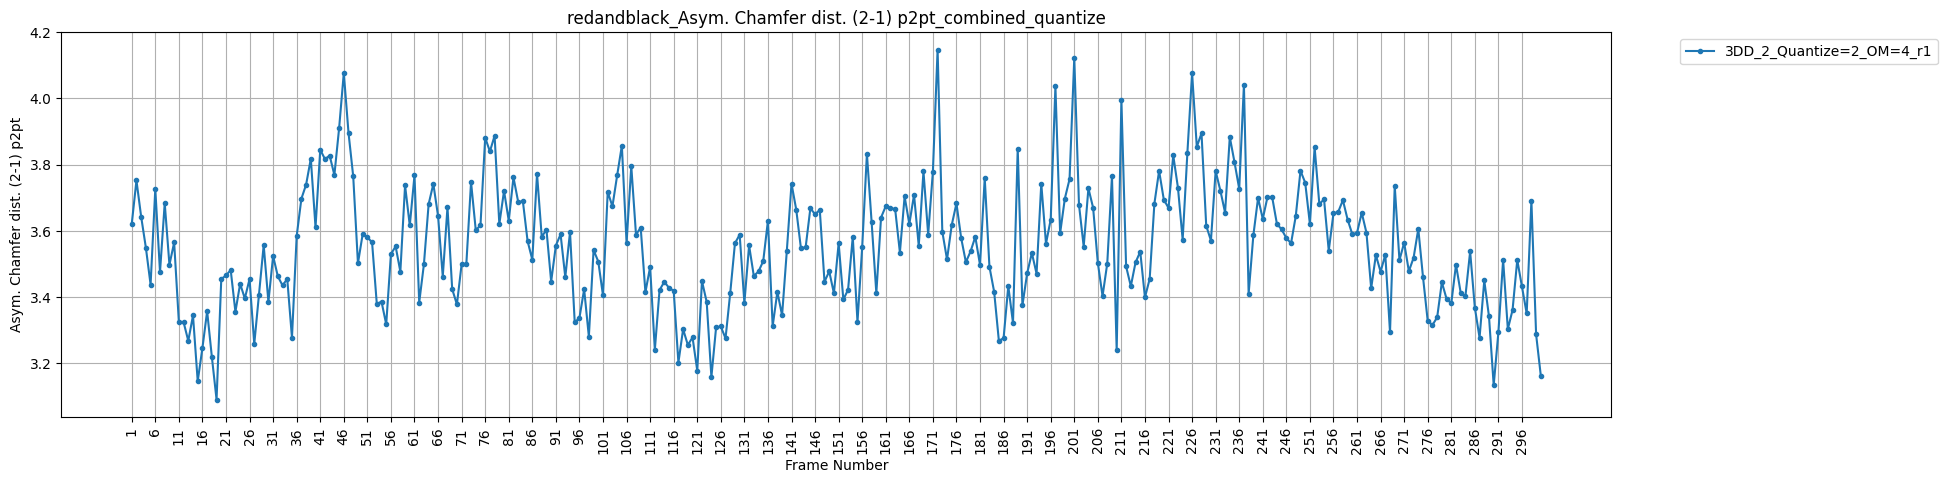 redandblack_Asym. Chamfer dist. (2-1) p2pt_combined_quantize
3DD_2_Quantize=2_OM=4_r1
Asym. Chamfer dist. (2-1) p2pt
4.2
4.0
3.8
3.6
3.4
3.2
1 6 11 16 21 26 31 36 41 46 51 56 61 66 71 76 81 86 91 96 101 106 111 116 121 126 131 136 141 146 151 156 161 166 171 176 181 186 191 196 201 206 211 216 221 226 231 236 241 246 251 256 261 266 271 276 281 286 291 296
Frame Number